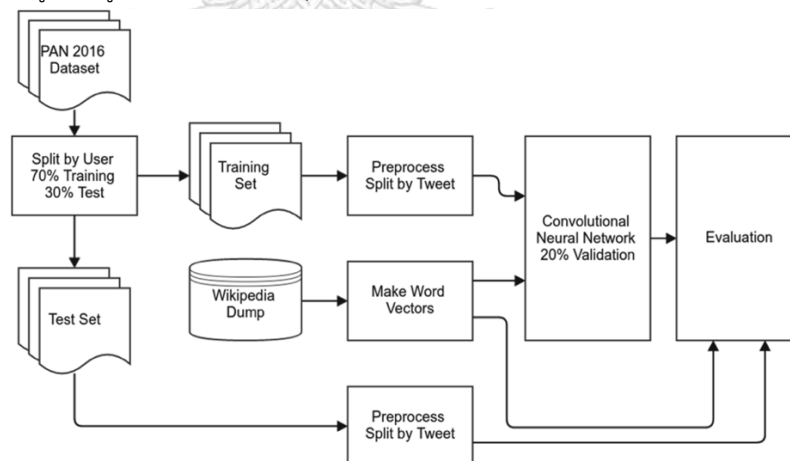 PAN 2016
Dataset
Split by User
70% Training
30% Test
Training
Set
Preprocess
Split by Tweet
Convolutional
Neural Network
20% Validation
Evaluation
Test Set
Wikipedia
Dump
Make Word
Vectors
Preprocess
Split by Tweet